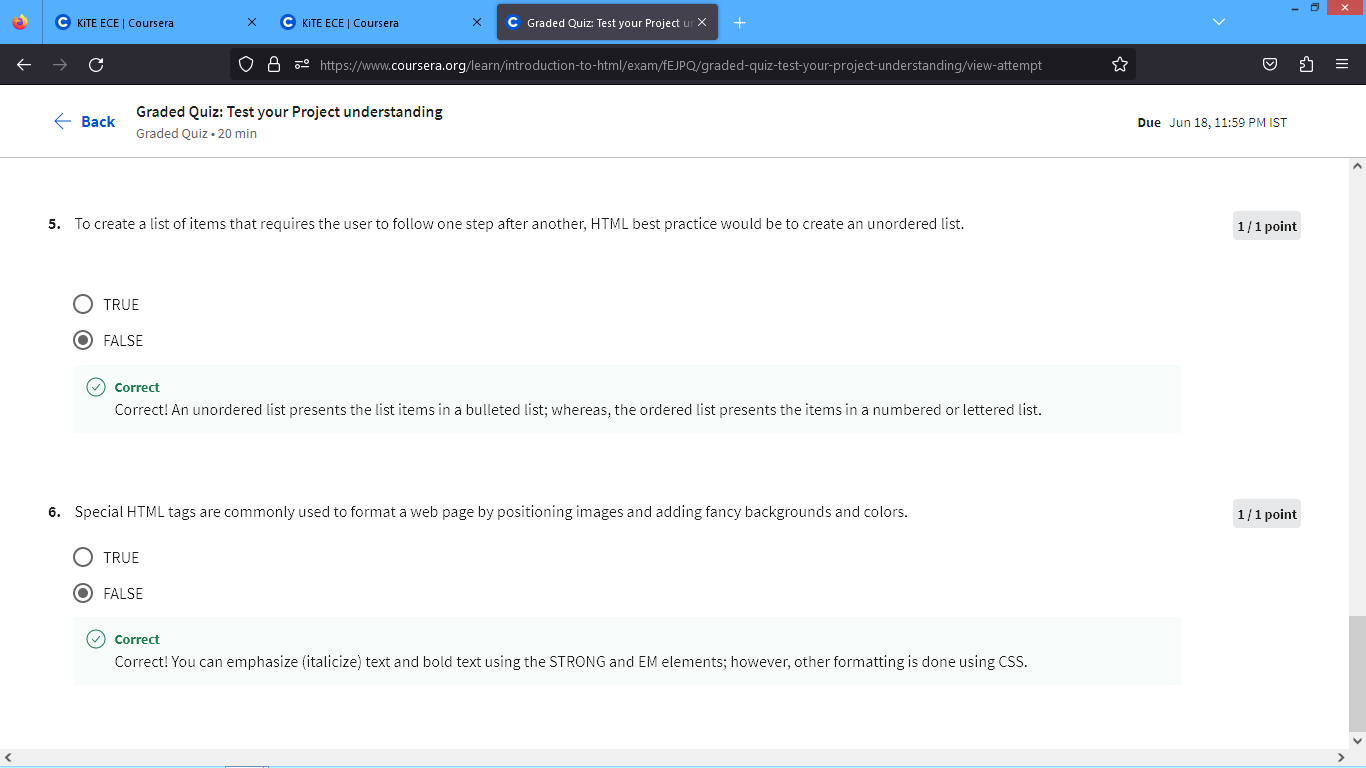 KiTE ECE | Coursera
KiTE ECE | Coursera
Graded Quiz: Test your Project un
https://www.coursera.org/learn/introduction-to-html/exam/fEJPQ/graded-quiz-test-your-project-understanding/view-attempt
Back
Graded Quiz: Test your Project understanding
Graded Quiz • 20 min
Due Jun 18, 11:59 PM IST
5. To create a list of items that requires the user to follow one step after another, HTML best practice would be to create an unordered list.
1 / 1 point
TRUE
FALSE
Correct
Correct! An unordered list presents the list items in a bulleted list; whereas, the ordered list presents the items in a numbered or lettered list.
6. Special HTML tags are commonly used to format a web page by positioning images and adding fancy backgrounds and colors.
1 / 1 point
TRUE
FALSE
Correct
Correct! You can emphasize (italicize) text and bold text using the STRONG and EM elements; however, other formatting is done using CSS.